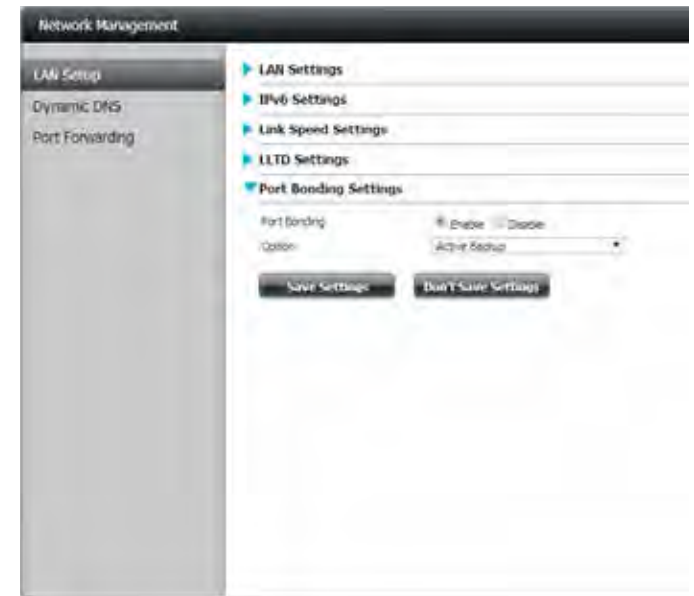 Network Management
LAN Setup
Dynamic DNS
Port Forwarding
LAN Settings
IPv6 Settings
Link Speed Settings
LLTD Settings
Port Bonding Settings
Port Bonding Enable Disable
Option Active Backup
Save Settings Don't Save Settings